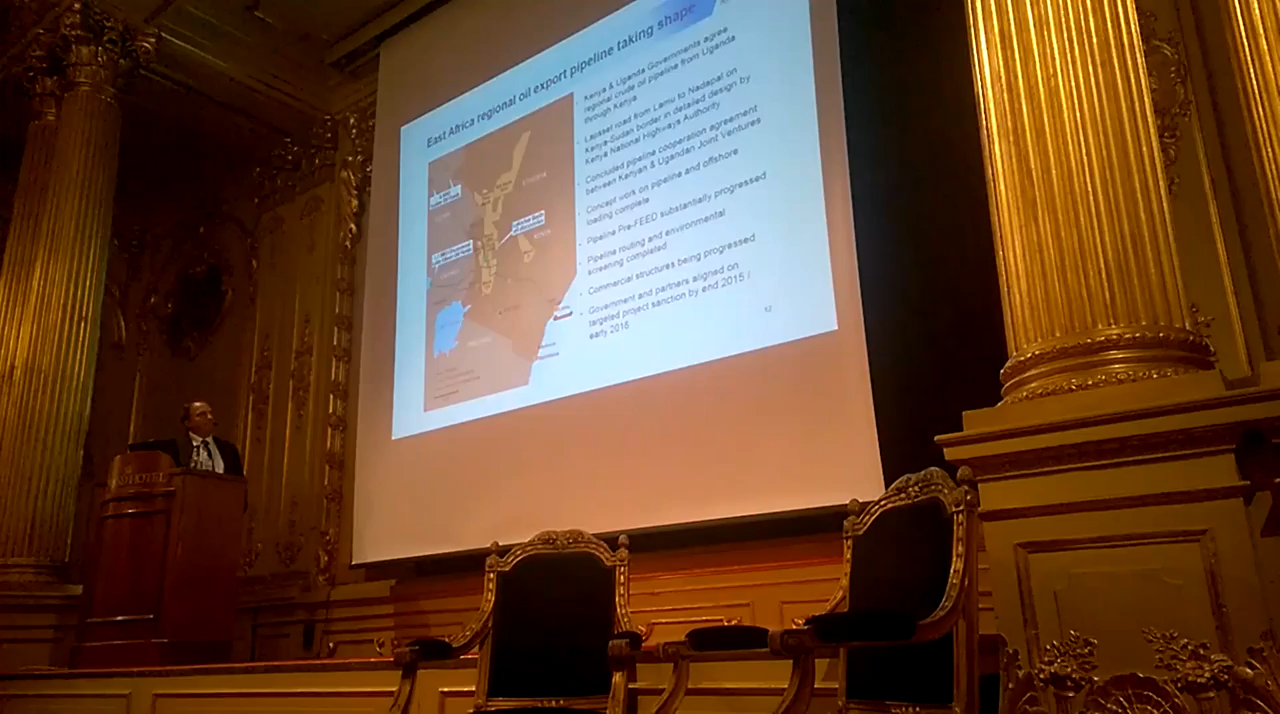 East Africa regional oil export pipeline taking shape
Kenya & Uganda Governments agree
regional crude oil pipeline from Uganda
through Kenya
Lapsset road from Lamu to Nadapal on
Kenya-Sudan border in detailed design by
Kenya National Highways Authority
Concluded pipeline cooperation agreement
between Kenyan & Ugandan Joint Ventures
Concept work on pipeline and offshore
loading complete
Pipeline Pre-FEED substantially progressed
Pipeline routing and environmental
screening completed
Commercial structures being progressed
Government and partners aligned on
targeted project sanction by end 2015 /
early 2016
12
HOTEL